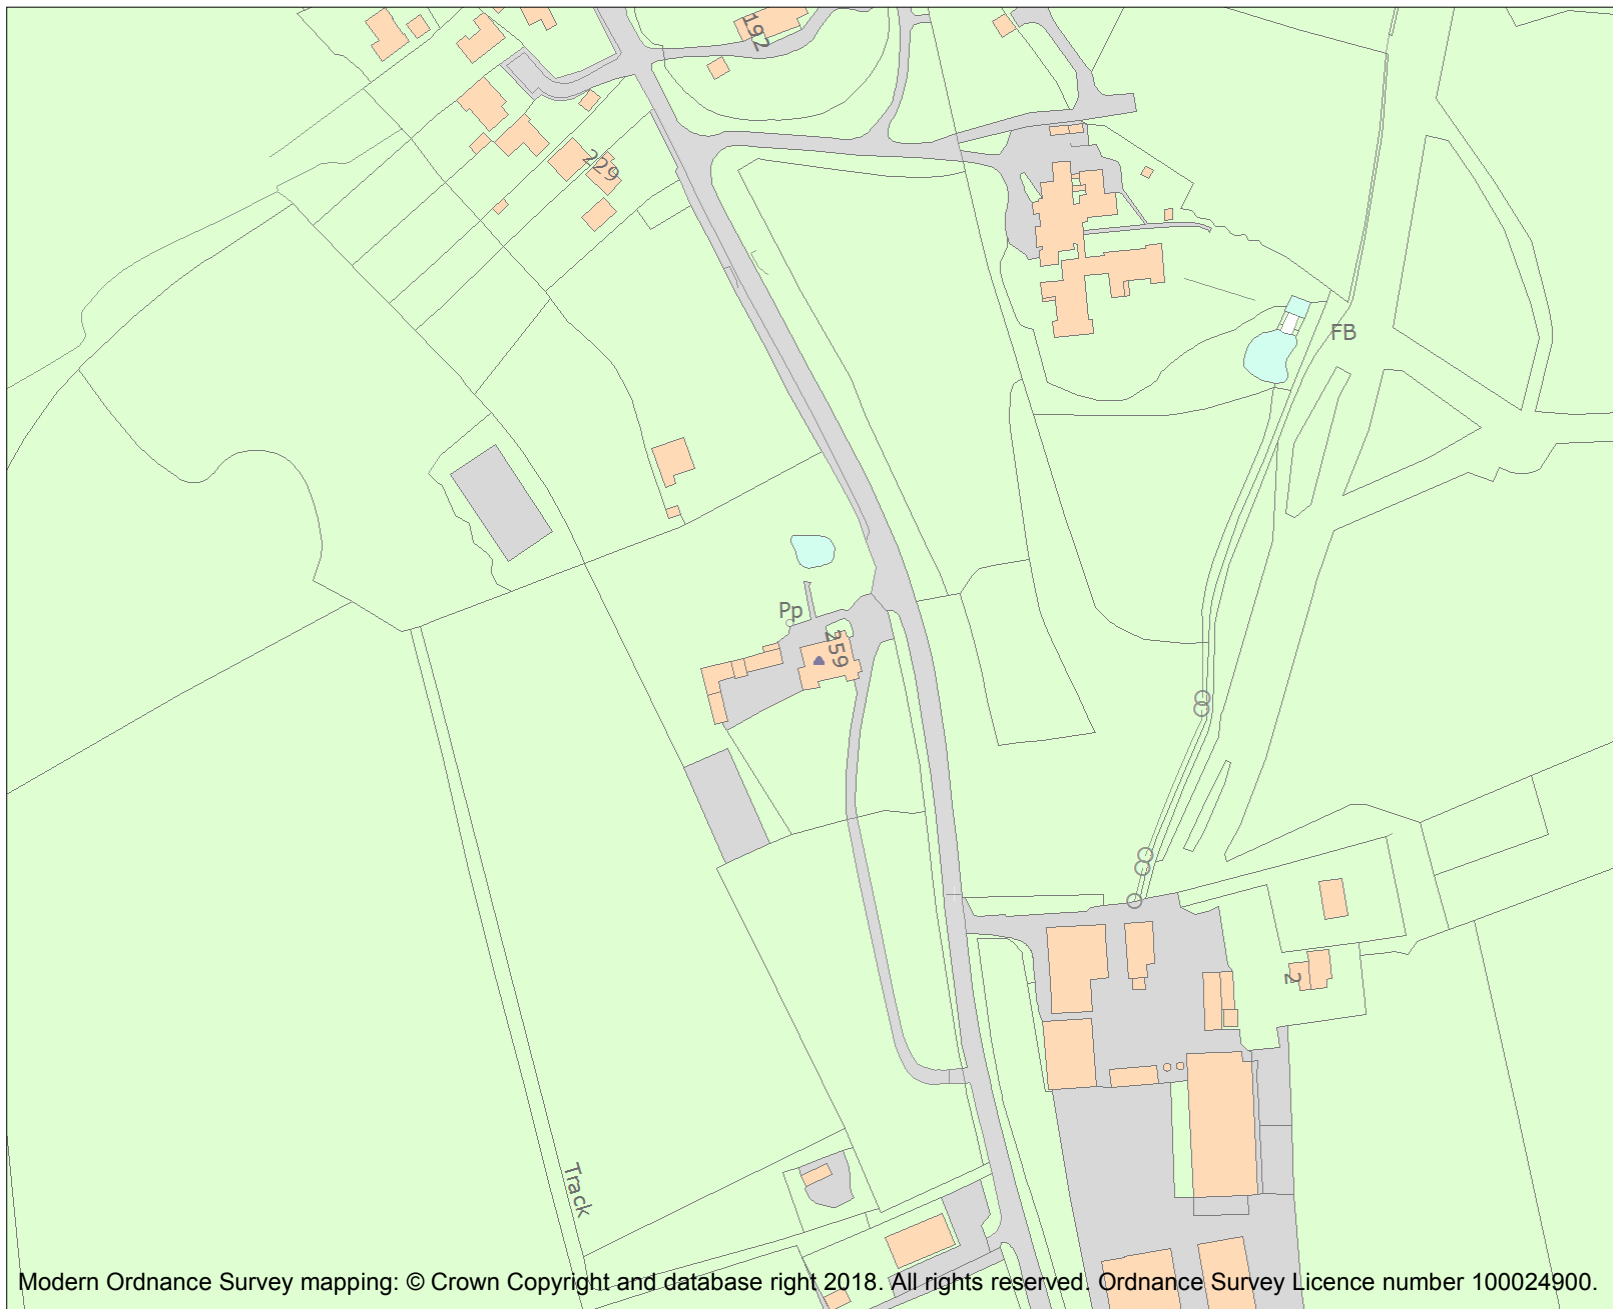 192
229
FB
Pp
259
2
Track
Modern Ordnance Survey mapping: © Crown Copyright and database right 2018. All rights reserved. Ordnance Survey Licence number 100024900.